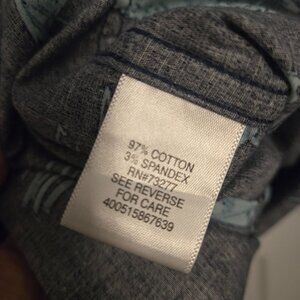 97% COTTON
3% SPANDEX
RN#73277
SEE REVERSE
FOR CARE
400515867639